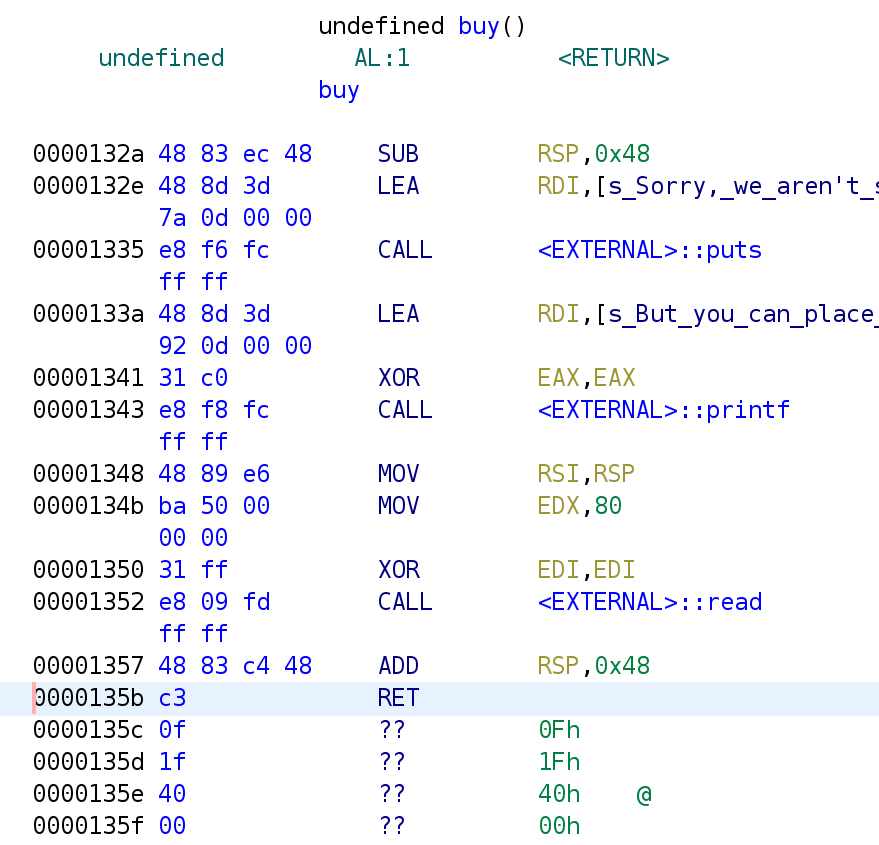 undefined buy()
undefined AL:1 <RETURN>
buy
0000132a 48 83 ec 48 SUB RSP,0x48
0000132e 48 8d 3d LEA RDI,[s_Sorry,_we_aren't_s
7a 0d 00 00
00001335 e8 f6 fc CALL <EXTERNAL>::puts
ff ff
0000133a 48 8d 3d LEA RDI,[s_But_you_can_place_
92 0d 00 00
00001341 31 c0 XOR EAX,EAX
00001343 e8 f8 fc CALL <EXTERNAL>::printf
ff ff
00001348 48 89 e6 MOV RSI,RSP
0000134b ba 50 00 MOV EDX,80
00 00
00001350 31 ff XOR EDI,EDI
00001352 e8 09 fd CALL <EXTERNAL>::read
ff ff
00001357 48 83 c4 48 ADD RSP,0x48
0000135b c3 RET
0000135c 0f ?? 0Fh
0000135d 1f ?? 1Fh
0000135e 40 ?? 40h @
0000135f 00 ?? 00h